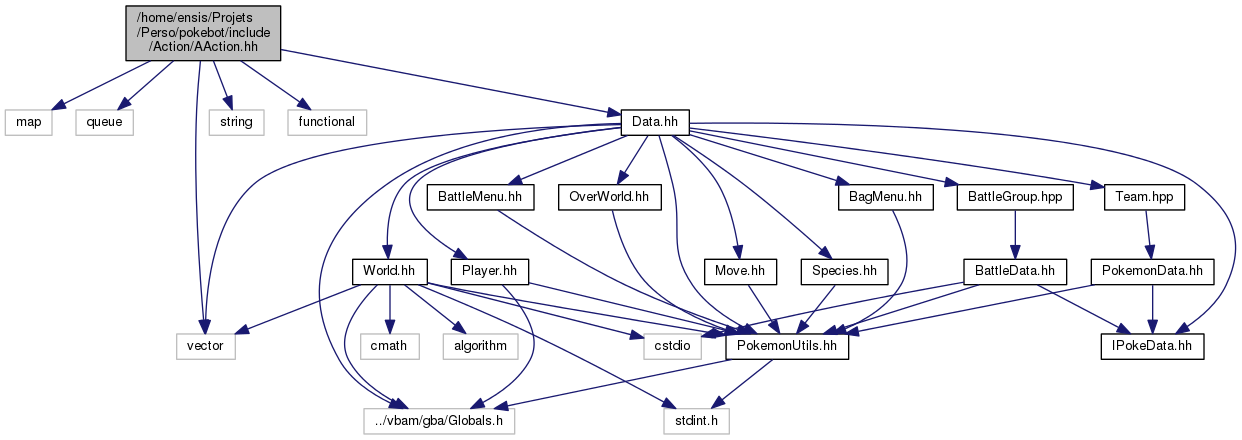 /home/ensis/Projets
/Perso/pokebot/include
/Action/AAction.hh
map
queue
string
functional
Data.hh
BattleMenu.hh
OverWorld.hh
BagMenu.hh
BattleGroup.hpp
Team.hpp
World.hh
Player.hh
Move.hh
Species.hh
BattleData.hh
PokemonData.hh
vector
cmath
algorithm
cstdio
PokemonUtils.hh
IPokeData.hh
../vbam/gba/Globals.h
stdint.h